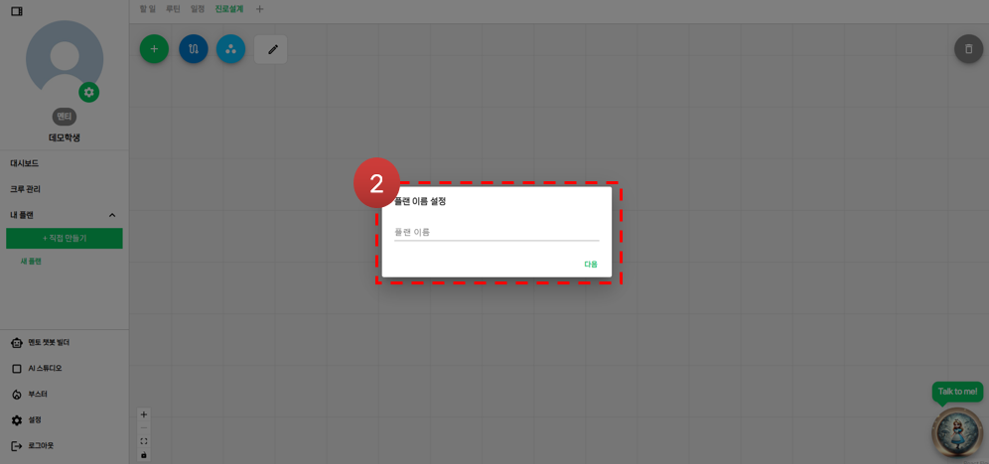 할 일 루틴 일정 진로설계 +
멘티
데모학생
대시보드
크루 관리
내 플랜
+ 직접 만들기
새 플랜
멘토 챗봇 빌더
AI 스튜디오
부스터
설정
로그아웃
2
플랜 이름 설정
플랜 이름
다음
Talk to me!